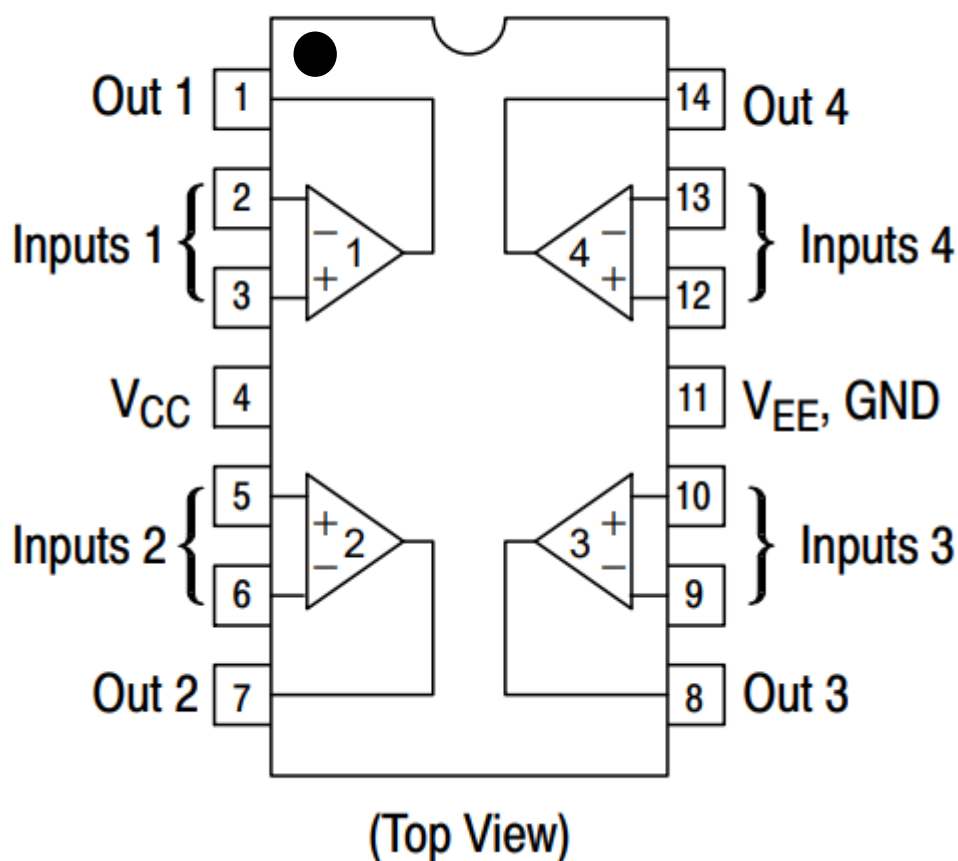 Out 1 1 14 Out 4
Inputs 1 { 2 − 1 4 − 13 } Inputs 4
3 + + 12
VCC 4 11 VEE, GND
Inputs 2 { 5 + 2 3 + 10 } Inputs 3
6 − − 9
Out 2 7 8 Out 3
(Top View)